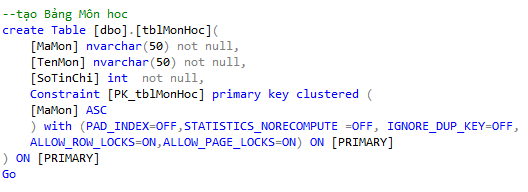 --tạo Bảng Môn hoc
create Table [dbo].[tblMonHoc](
[MaMon] nvarchar(50) not null,
[TenMon] nvarchar(50) not null,
[SoTinChi] int  not null,
Constraint [PK_tblMonHoc] primary key clustered (
[MaMon] ASC
) with (PAD_INDEX=OFF,STATISTICS_NORECOMPUTE =OFF, IGNORE_DUP_KEY=OFF,
ALLOW_ROW_LOCKS=ON,ALLOW_PAGE_LOCKS=ON) ON [PRIMARY]
) ON [PRIMARY]
Go